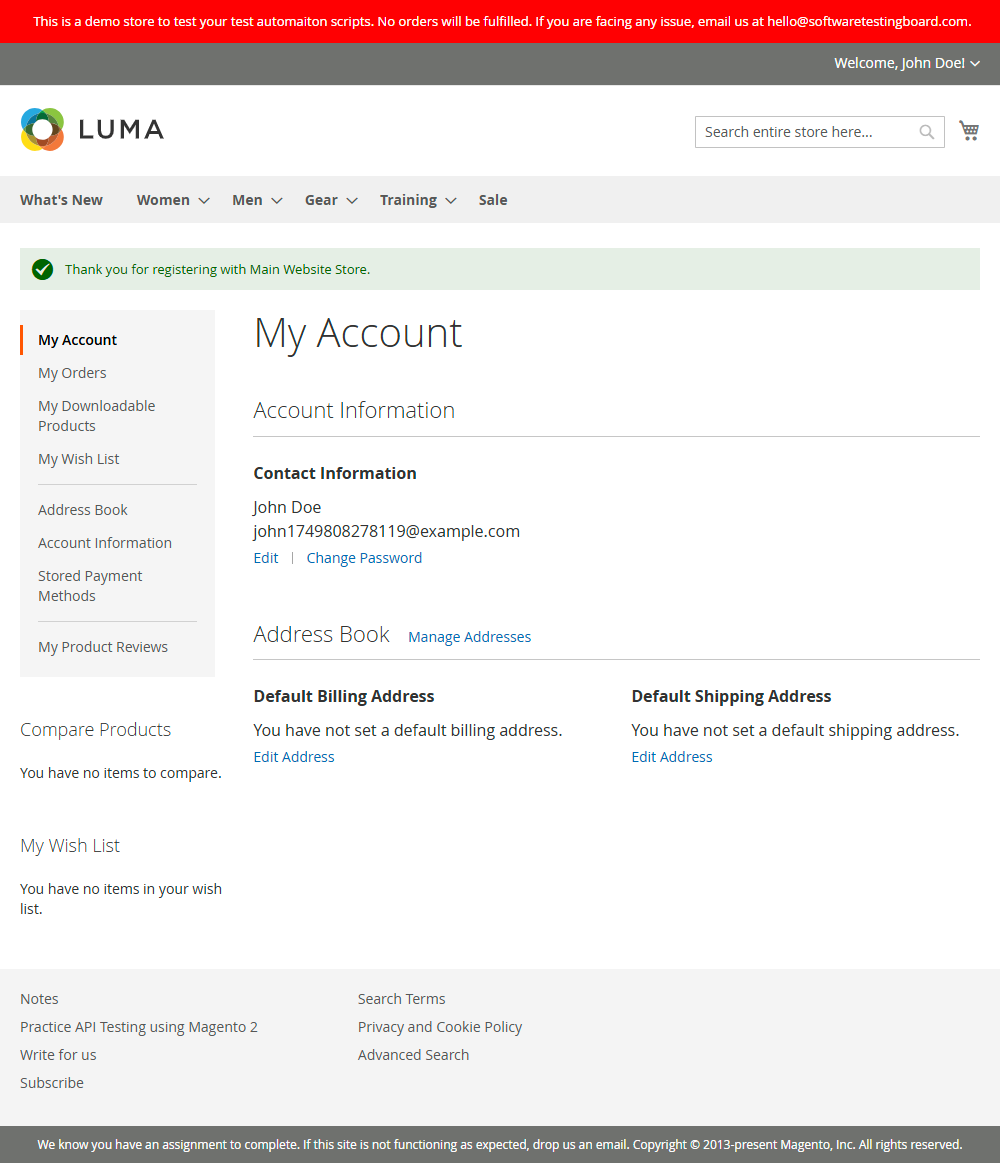 This is a demo store to test your test automaiton scripts. No orders will be fulfilled. If you are facing any issue, email us at hello@softwaretestingboard.com.
Welcome, John Doe!
LUMA
Search entire store here...
What's New Women Men Gear Training Sale
Thank you for registering with Main Website Store.
My Account
My Orders
My Downloadable
Products
My Wish List
Address Book
Account Information
Stored Payment
Methods
My Product Reviews
Compare Products
You have no items to compare.
My Wish List
You have no items in your wish
list.
My Account
Account Information
Contact Information
John Doe
john1749808278119@example.com
Edit | Change Password
Address Book Manage Addresses
Default Billing Address
You have not set a default billing address.
Edit Address
Default Shipping Address
You have not set a default shipping address.
Edit Address
Notes
Practice API Testing using Magento 2
Write for us
Subscribe
Search Terms
Privacy and Cookie Policy
Advanced Search
We know you have an assignment to complete. If this site is not functioning as expected, drop us an email. Copyright © 2013-present Magento, Inc. All rights reserved.